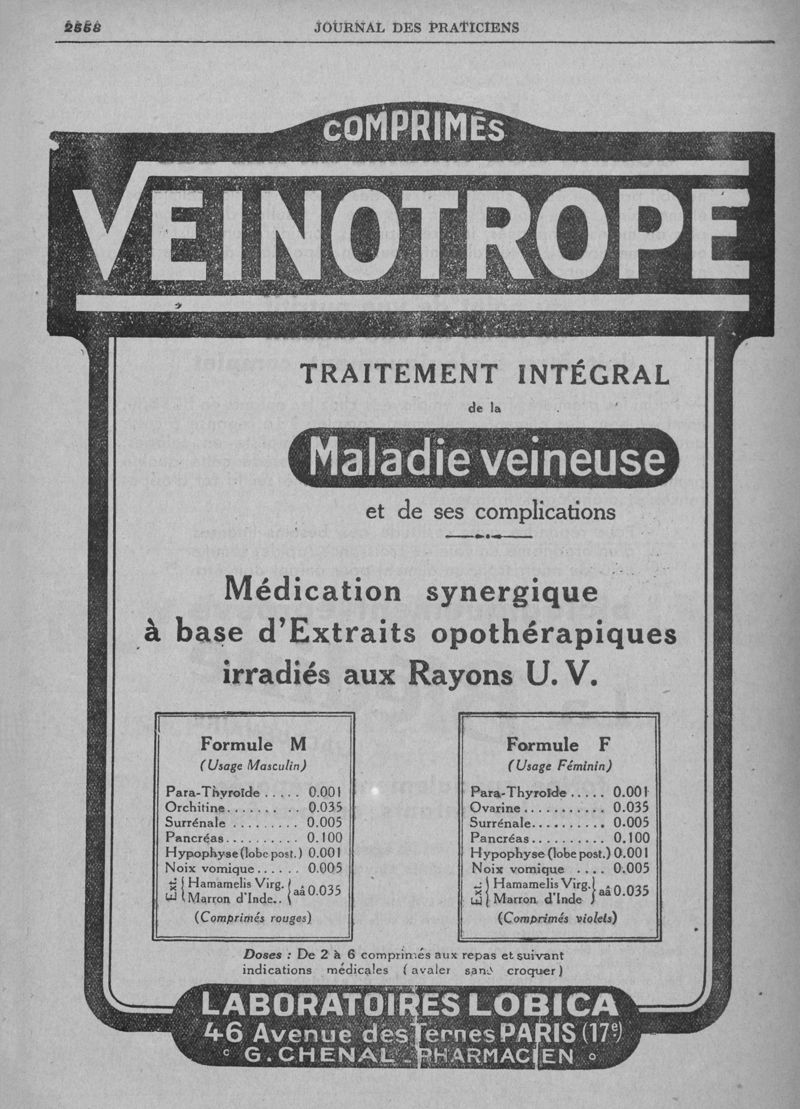 JOURNAL DES PRATICIENS
COMPRIMÉS
VEINOTROPE
TRAITEMENT INTÉGRAL
de la
Maladie veineuse
et de ses complications
Médication synergique
à base d'Extraits opothérapiques
irradiés aux Rayons U. V.
Formule M
(Usage Masculin)
Para-Thyroïde ..... 0.001
Orchitine......... 0.035
Surrénale ......... 0.005
Pancréas.......... 0.100
Hypophyse (lobe post.) 0.001
Noix vomique ...... 0.005
Ext. { Hamamelis Virg. } aâ 0.035
Marron d'Inde..
(Comprimés rouges)
Formule F
(Usage Féminin)
Para-Thyroïde ..... 0.001
Ovarine ........... 0.035
Surrénale.......... 0.005
Pancréas........... 0.100
Hypophyse (lobe post.) 0.001
Noix vomique .... 0.005
Ext. { Hamamelis Virg. } aâ 0.035
Marron d'Inde
(Comprimés violets)
Doses : De 2 à 6 comprimés aux repas et suivant
indications médicales (avaler sans croquer)
LABORATOIRES LOBICA
46 Avenue des Ternes PARIS (17e)
G. CHENAL - PHARMACIEN